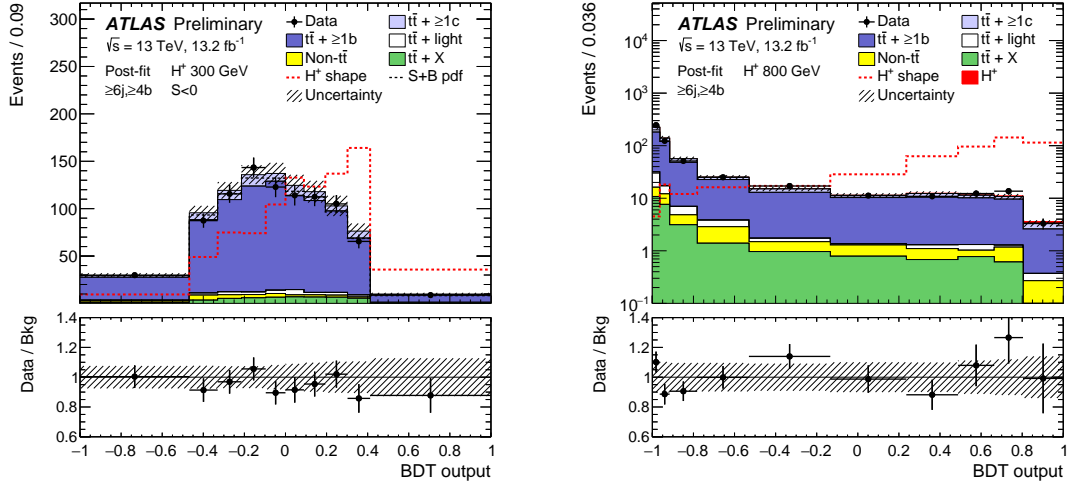 Events / 0.09
ATLAS Preliminary
√s = 13 TeV, 13.2 fb⁻¹
Post-fit H⁺ 300 GeV
≥6j,≥4b S<0
Data
tt̄ + ≥1c
tt̄ + ≥1b
tt̄ + light
Non-tt̄
tt̄ + X
H⁺ shape
S+B pdf
Uncertainty
300
250
200
150
100
50
Data / Bkg
1.4
1.2
1.0
0.8
0.6
−1 −0.8 −0.6 −0.4 −0.2 0 0.2 0.4 0.6 0.8 1
BDT output
Events / 0.036
ATLAS Preliminary
√s = 13 TeV, 13.2 fb⁻¹
Post-fit H⁺ 800 GeV
≥6j,≥4b
Data
tt̄ + ≥1c
tt̄ + ≥1b
tt̄ + light
Non-tt̄
tt̄ + X
H⁺ shape
H⁺
Uncertainty
10⁴
10³
10²
10
1
10⁻¹
Data / Bkg
1.4
1.2
1.0
0.8
0.6
−1 −0.8 −0.6 −0.4 −0.2 0 0.2 0.4 0.6 0.8 1
BDT output